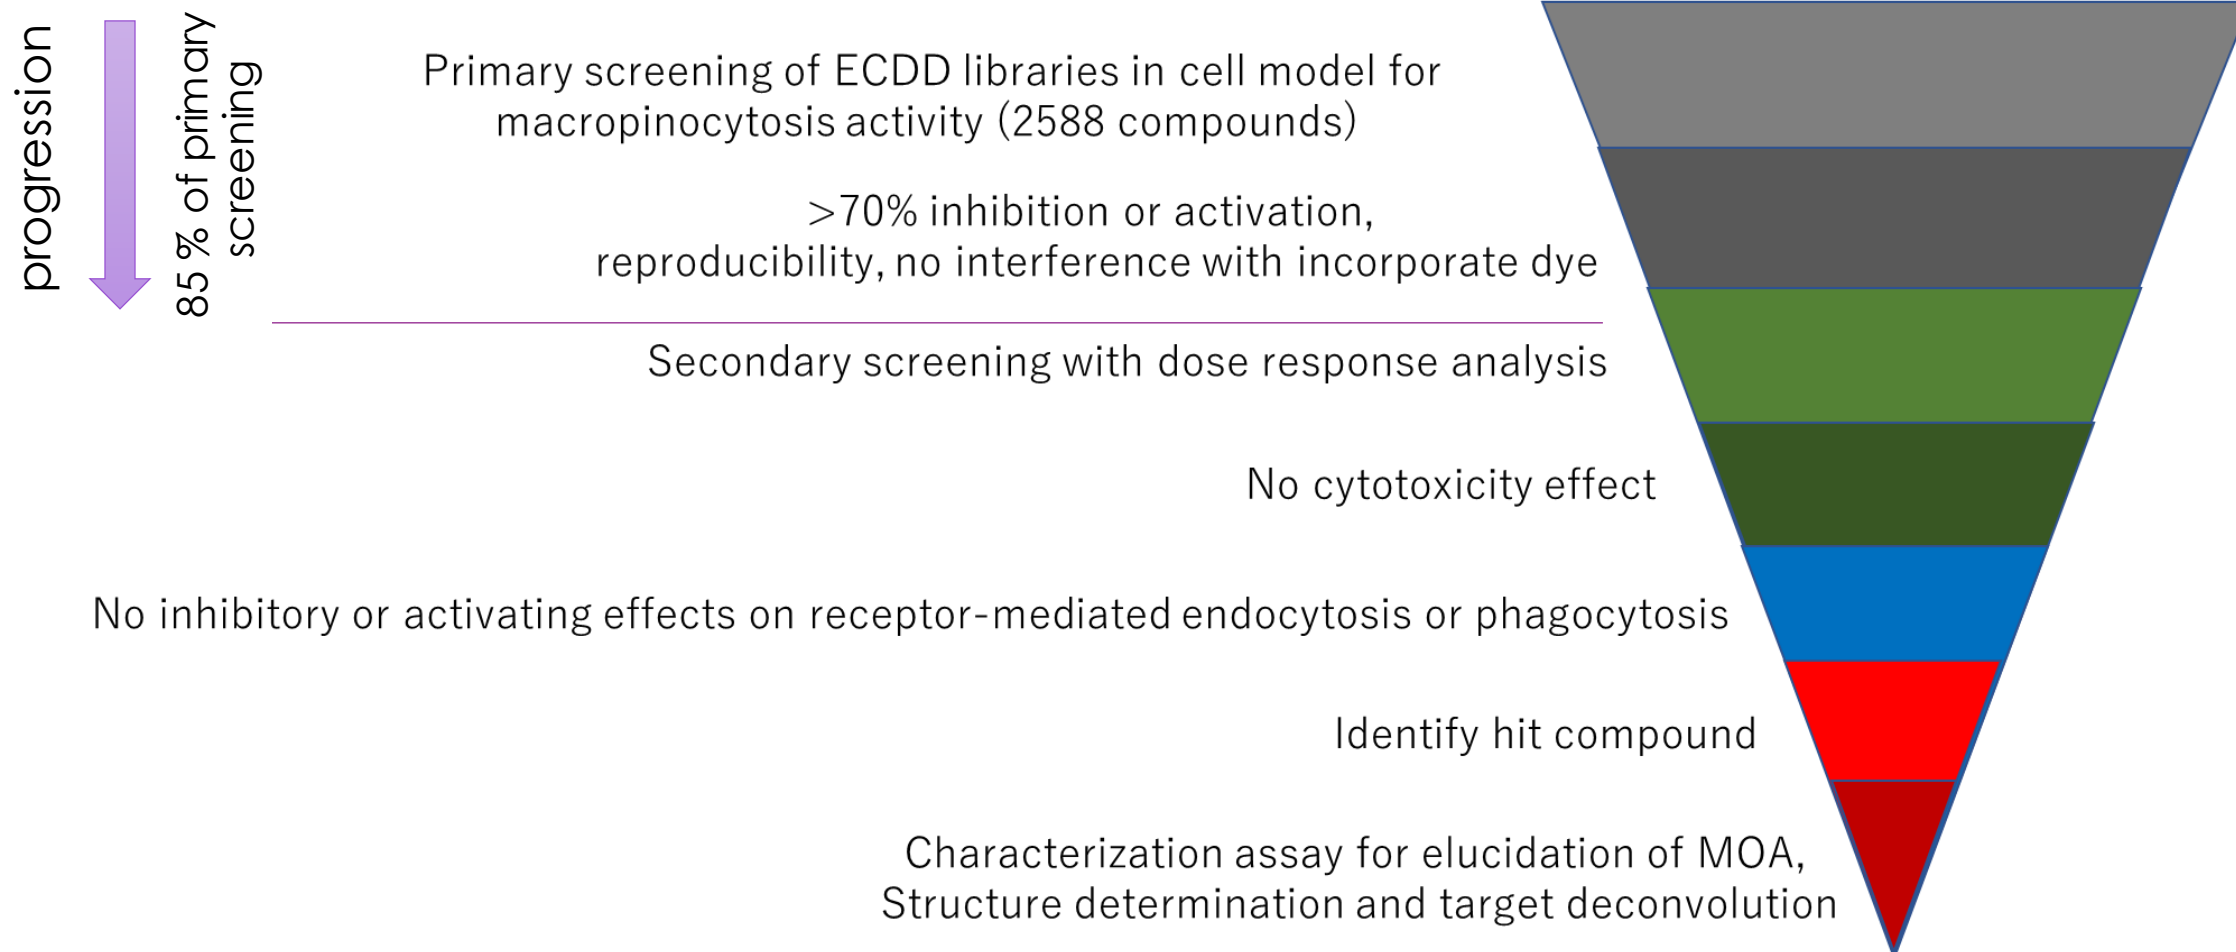 progression
85 % of primary
screening
Primary screening of ECDD libraries in cell model for
macropinocytosis activity (2588 compounds)
>70% inhibition or activation,
reproducibility, no interference with incorporate dye
Secondary screening with dose response analysis
No cytotoxicity effect
No inhibitory or activating effects on receptor-mediated endocytosis or phagocytosis
Identify hit compound
Characterization assay for elucidation of MOA,
Structure determination and target deconvolution